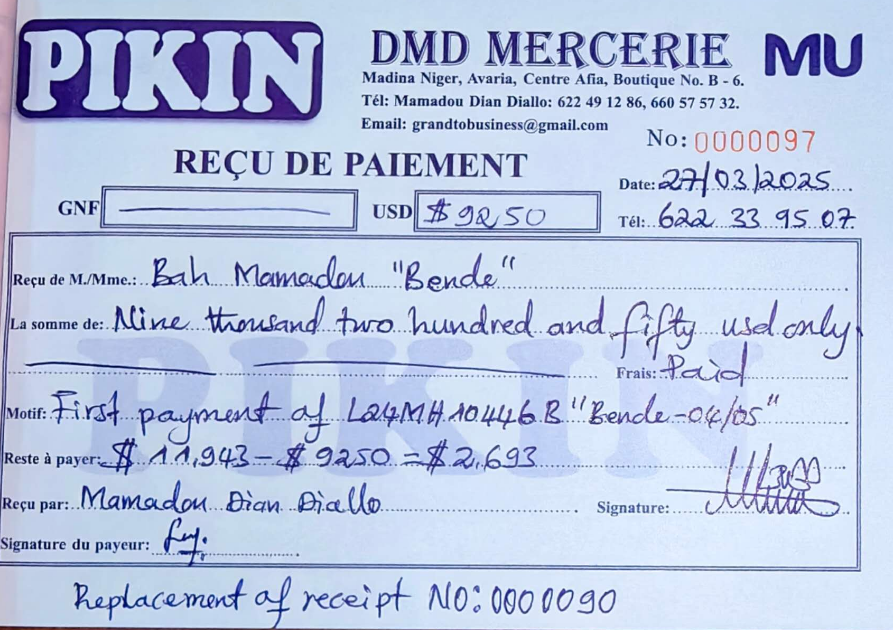 PIKIN
DMD MERCERIE
MU
Madina Niger, Avaria, Centre Afia, Boutique No. B - 6.
Tél: Mamadou Dian Diallo: 622 49 12 86, 660 57 57 32.
Email: grandtobusiness@gmail.com
No: 0000097
REÇU DE PAIEMENT
Date: 27/03/2025
GNF USD $ 9250
Tél: 622 33 95 07
Reçu de M./Mme.: Bah Mamadou "Bende"
La somme de: Nine thousand two hundred and fifty usd only
Frais: Paid
Motif: First payment of L24MH10446B "Bende-04/05"
Reste à payer: $ 11,943 - $ 9250 = $ 2,693
Reçu par: Mamadou Dian Diallo Signature:
Signature du payeur:
Replacement of receipt NO: 0000090
PIKIN